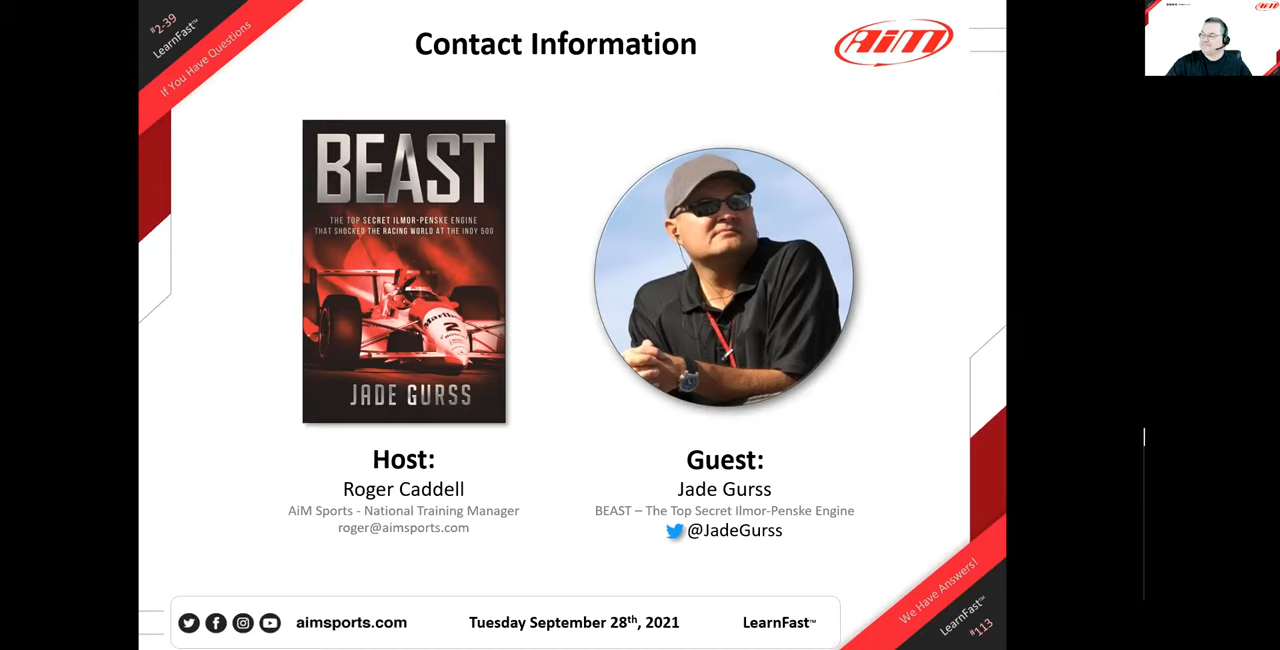 #2-39
LearnFast™
If You Have Questions
Contact Information
AiM
BEAST
THE TOP SECRET ILMOR-PENSKE ENGINE
THAT SHOCKED THE RACING WORLD AT THE INDY 500
Marlboro
2
JADE GURSS
Host:
Roger Caddell
AiM Sports - National Training Manager
roger@aimsports.com
Guest:
Jade Gurss
BEAST – The Top Secret Ilmor-Penske Engine
@JadeGurss
aimsports.com
Tuesday September 28th, 2021
LearnFast™
We Have Answers!
LearnFast™
#113